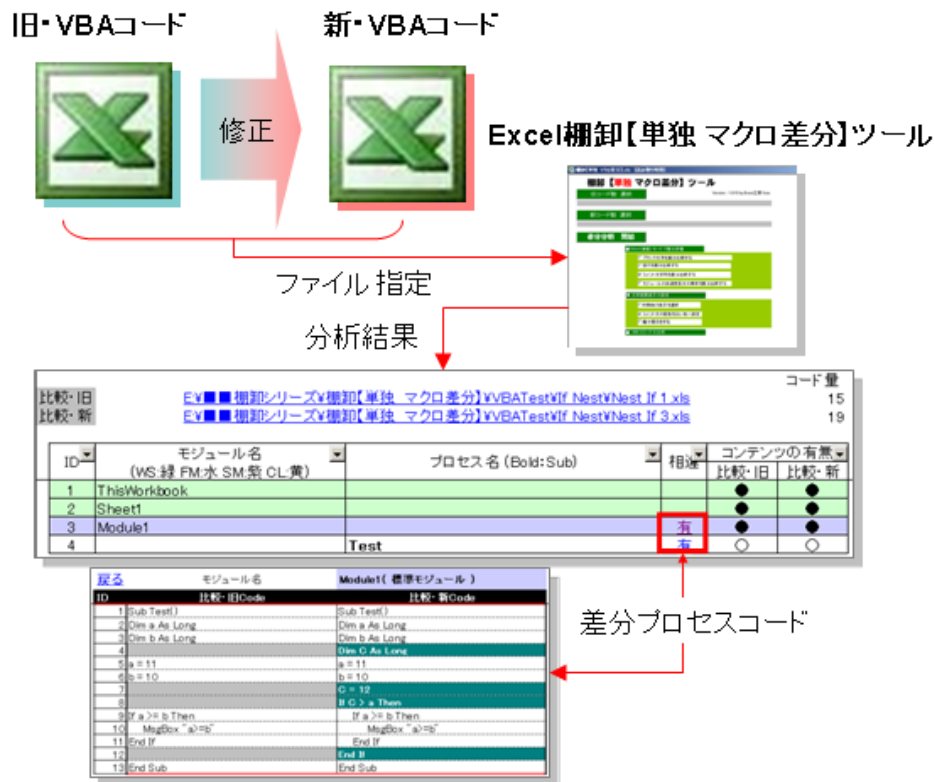 旧・VBAコード
新・VBAコード
修正
Excel棚卸【単独 マクロ差分】ツール
棚卸【単独 マクロ差分】ツール
ファイル 指定
分析結果
コード量
比較・旧 E:¥■■棚卸シリーズ¥棚卸【単独 マクロ差分】¥VBATest¥If Nest¥Nest If 1.xls 15
比較・新 E:¥■■棚卸シリーズ¥棚卸【単独 マクロ差分】¥VBATest¥If Nest¥Nest If 3.xls 19
ID モジュール名 プロセス名 (Bold:Sub) 相違 コンテンツの有無
(WS:緑 FM:水 SM:紫 CL:黄) 比較・旧 比較・新
1 ThisWorkbook ● ●
2 Sheet1 ● ●
3 Module1 有 ● ●
4 Test 有 ○ ○
戻る モジュール名 Module1( 標準モジュール )
ID 比較・旧Code 比較・新Code
1 Sub Test() Sub Test()
2 Dim a As Long Dim a As Long
3 Dim b As Long Dim b As Long
4 Dim C As Long
5 a = 11 a = 11
6 b = 10 b = 10
7 C = 12
8 If C > a Then
9 If a >= b Then If a >= b Then
10 MsgBox "a>=b" MsgBox "a>=b"
11 End If End If
12 End If
13 End Sub End Sub
差分プロセスコード